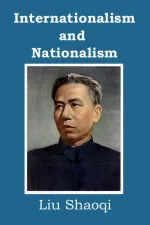 Internationalism
and
Nationalism
Liu Shaoqi